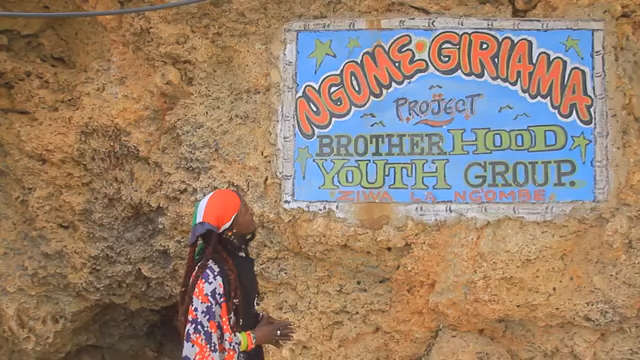 NGOME GIRIAMA
PROJECT
BROTHER HOOD
YOUTH GROUP.
ZIWA LA NGOMBE